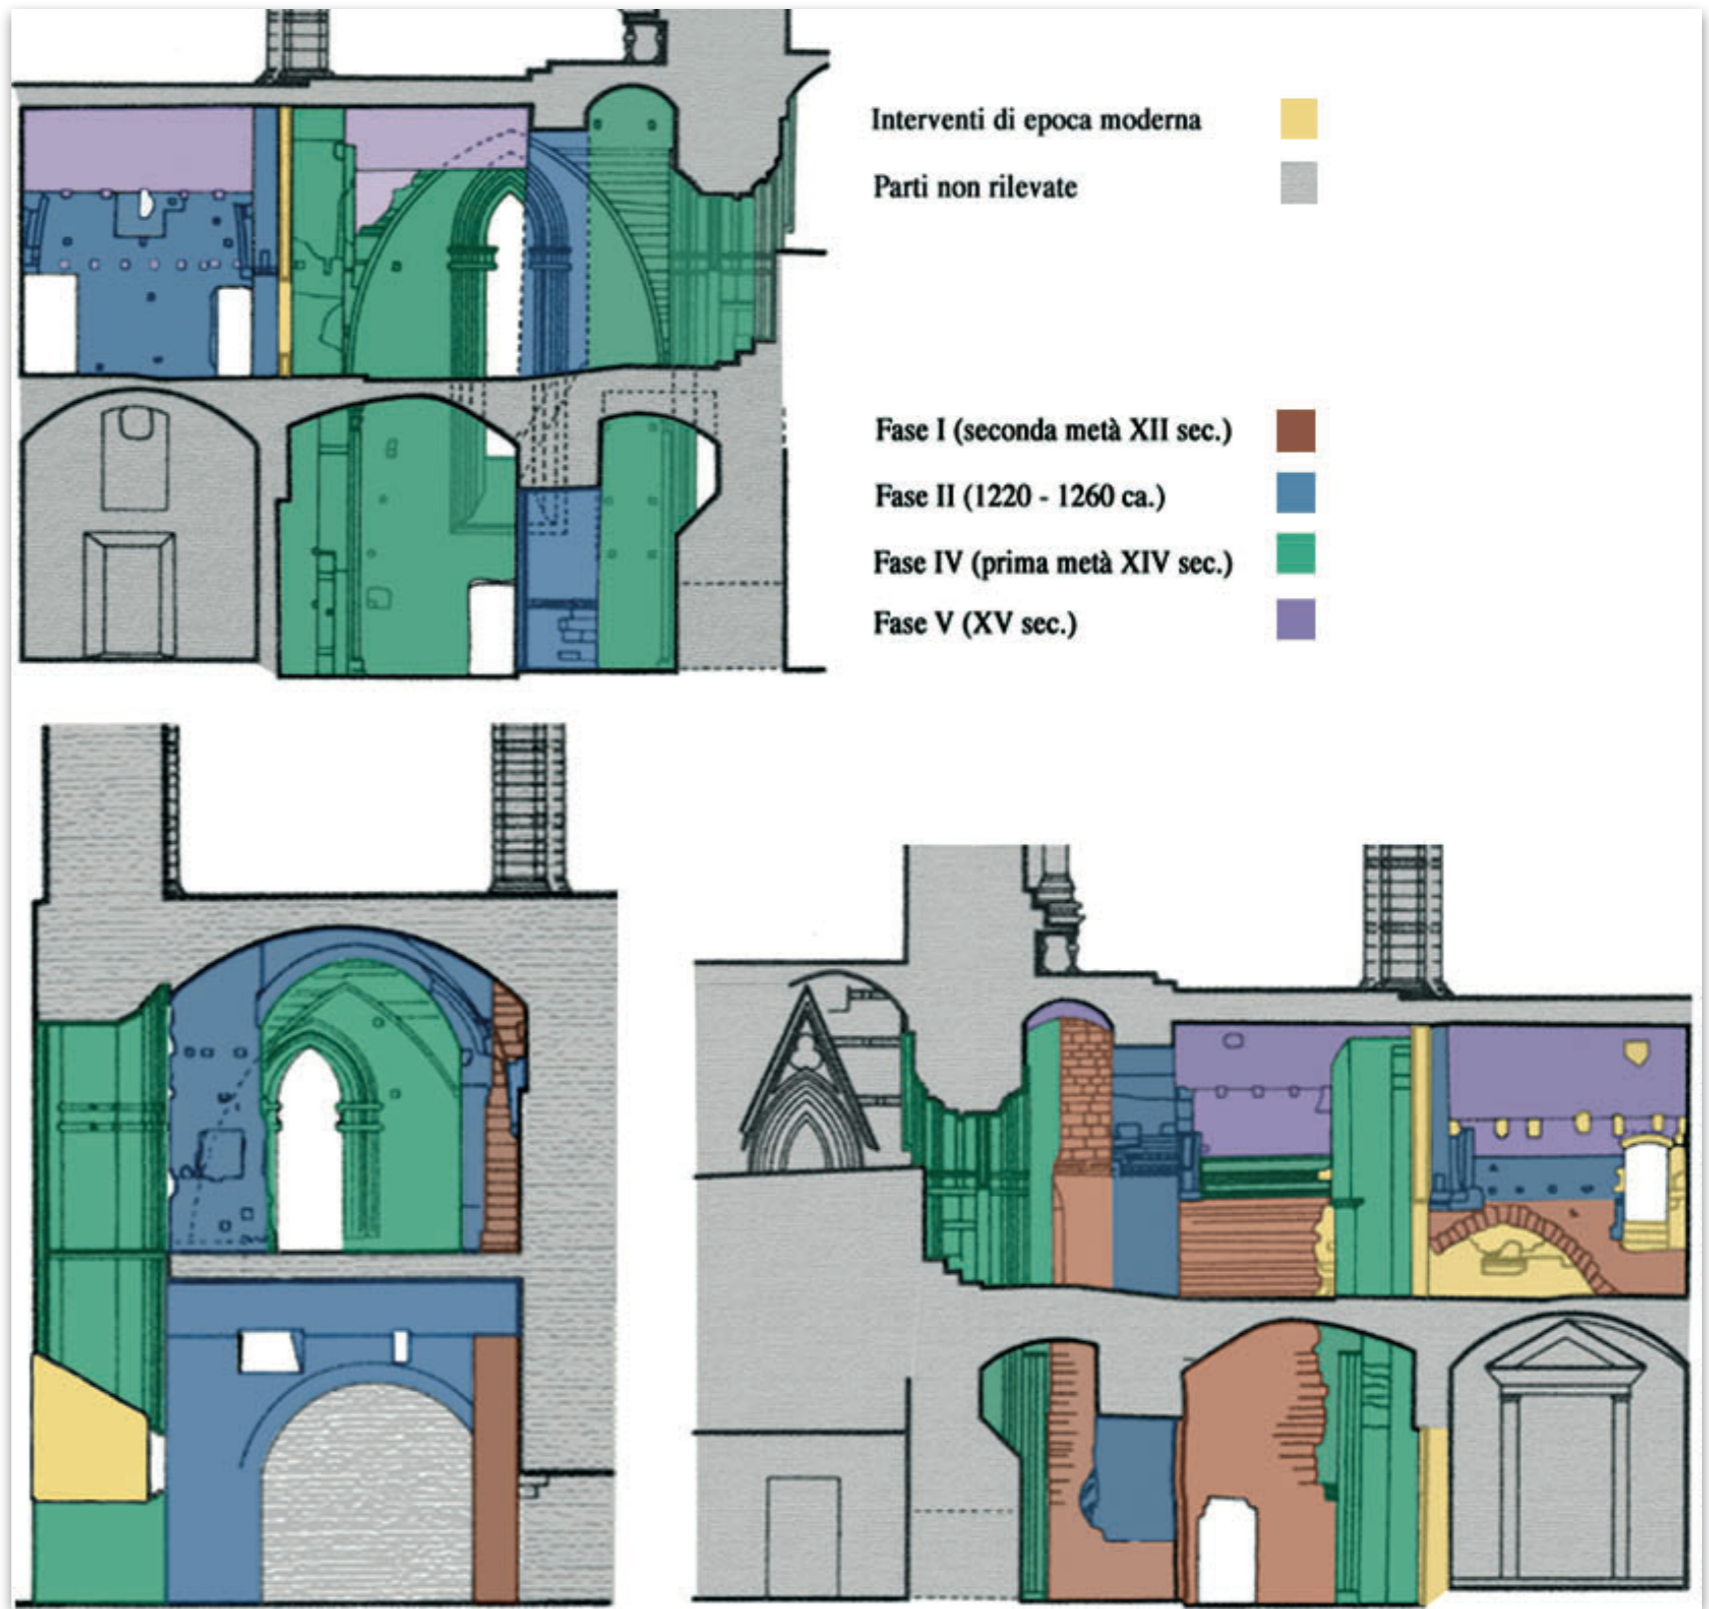 Interventi di epoca moderna
Parti non rilevate
Fase I (seconda metà XII sec.)
Fase II (1220 - 1260 ca.)
Fase IV (prima metà XIV sec.)
Fase V (XV sec.)